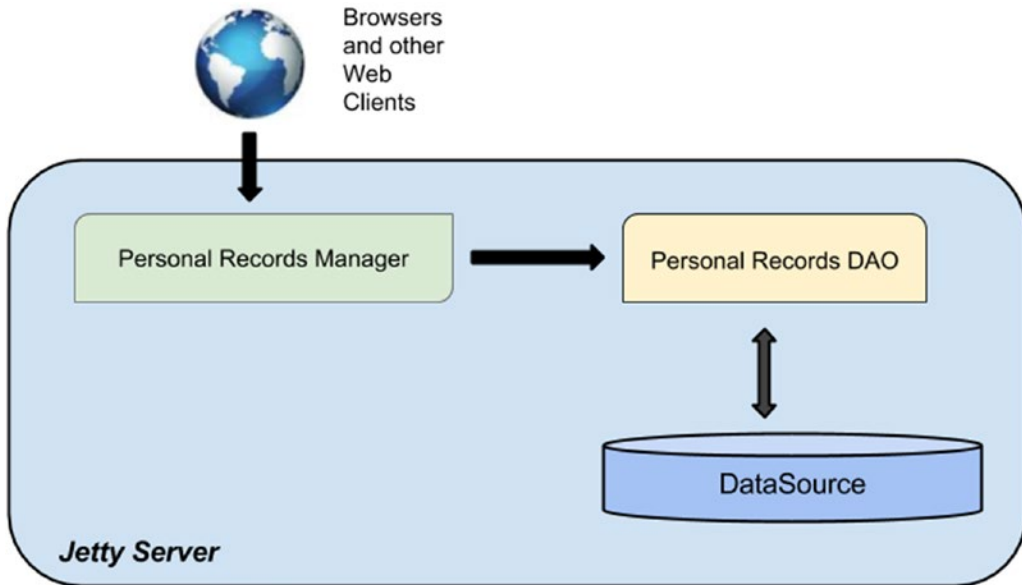 Browsers
and other
Web
Clients
Personal Records Manager
Personal Records DAO
DataSource
Jetty Server